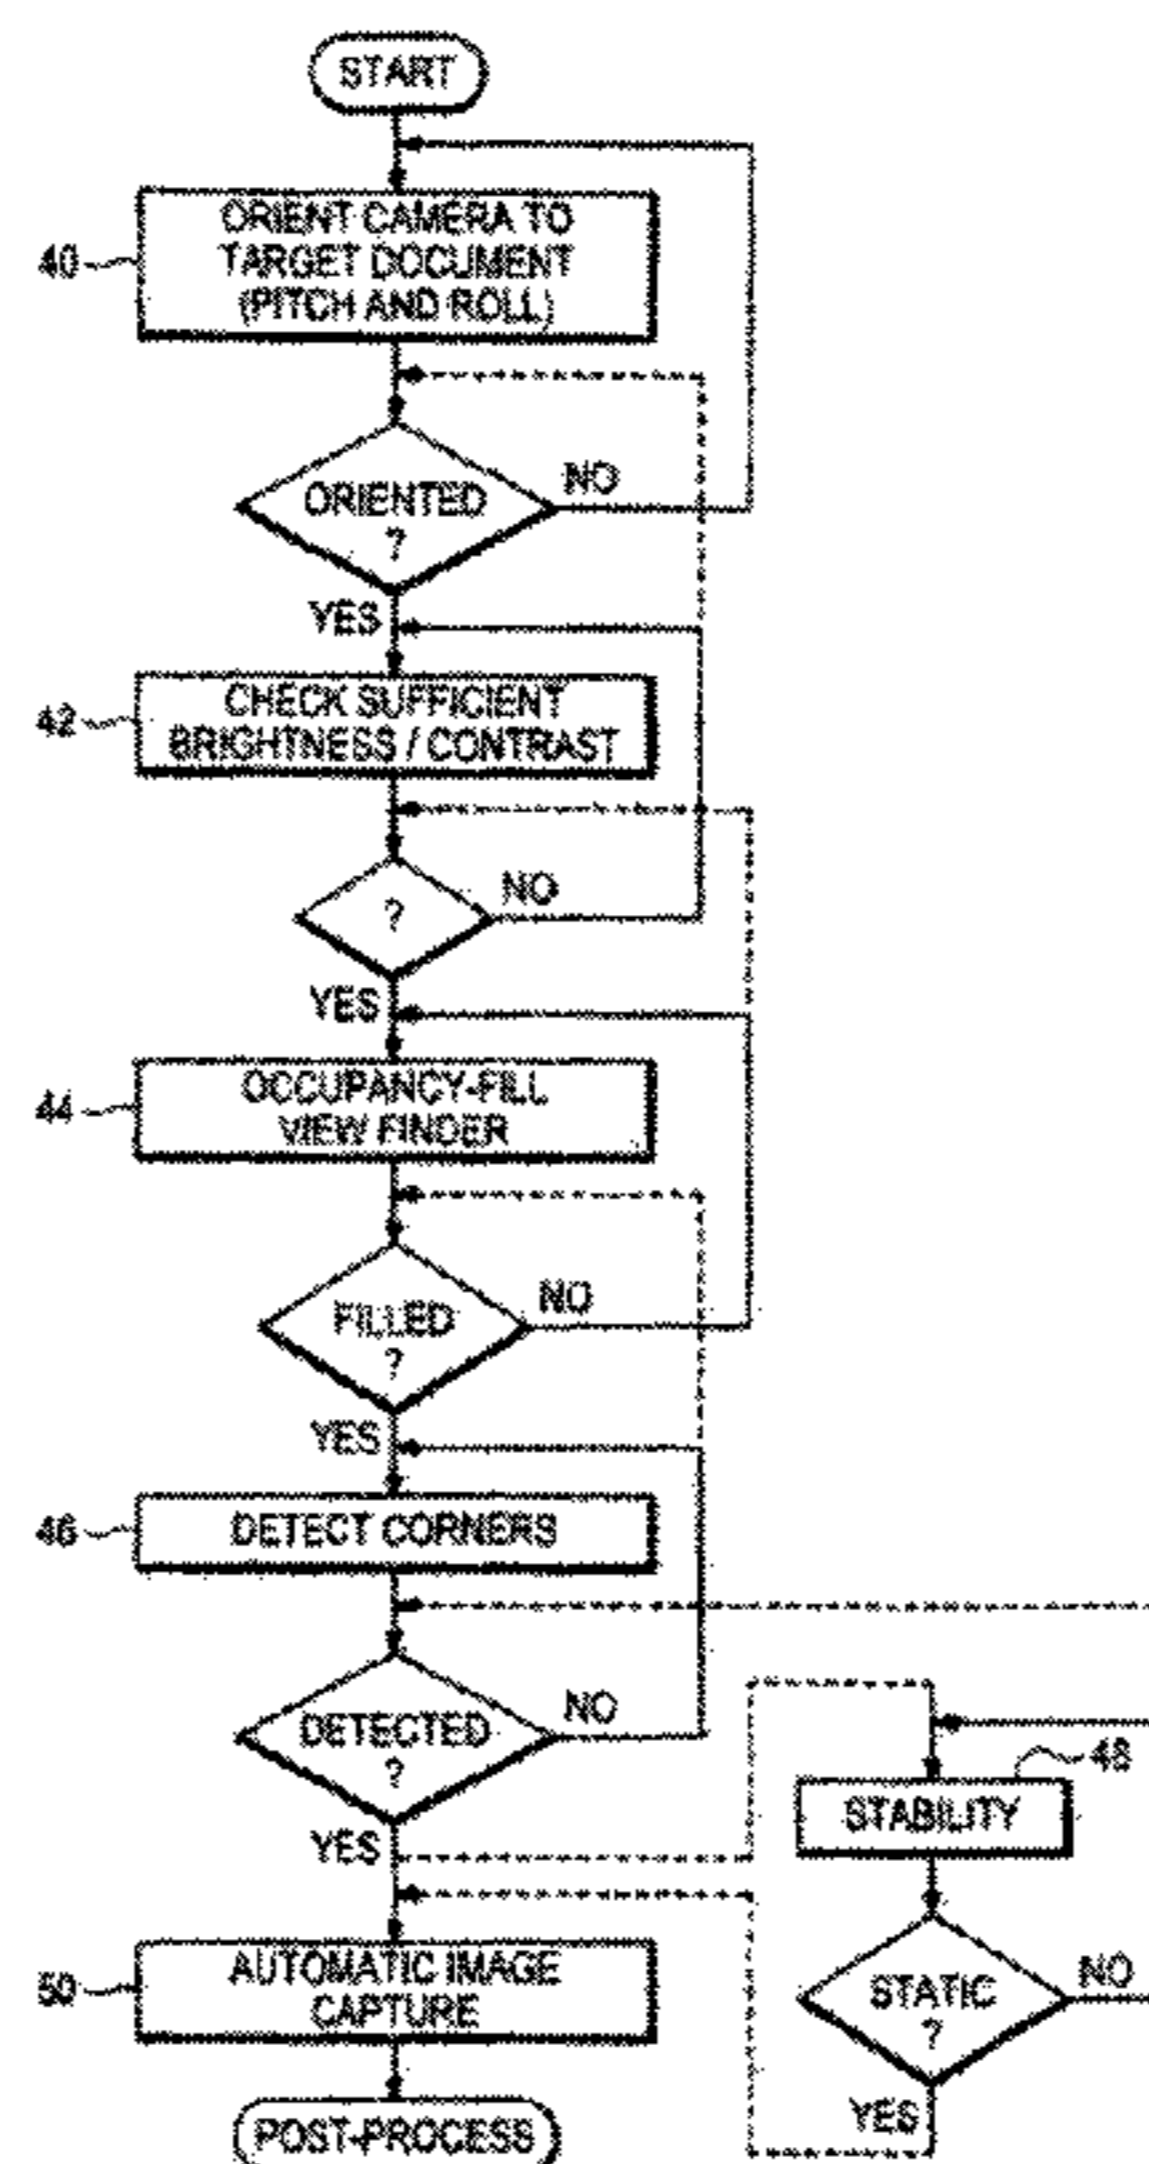 START
40
ORIENT CAMERA TO
TARGET DOCUMENT
(PITCH AND ROLL)
ORIENTED
?
NO
YES
42
CHECK SUFFICIENT
BRIGHTNESS / CONTRAST
?
NO
YES
44
OCCUPANCY-FILL
VIEW FINDER
FILLED
?
NO
YES
46
DETECT CORNERS
DETECTED
?
NO
YES
48
STABILITY
STATIC
?
NO
YES
50
AUTOMATIC IMAGE
CAPTURE
POST-PROCESS